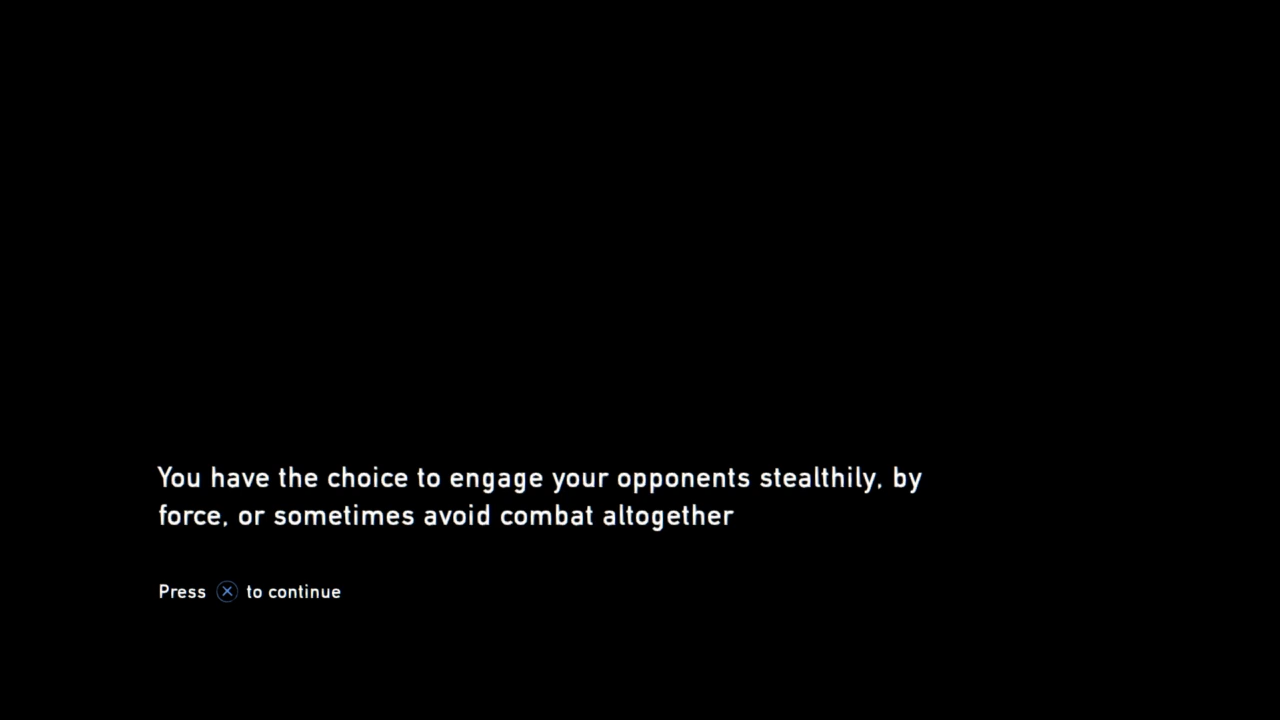 You have the choice to engage your opponents stealthily, by
force, or sometimes avoid combat altogether
Press ⓧ to continue